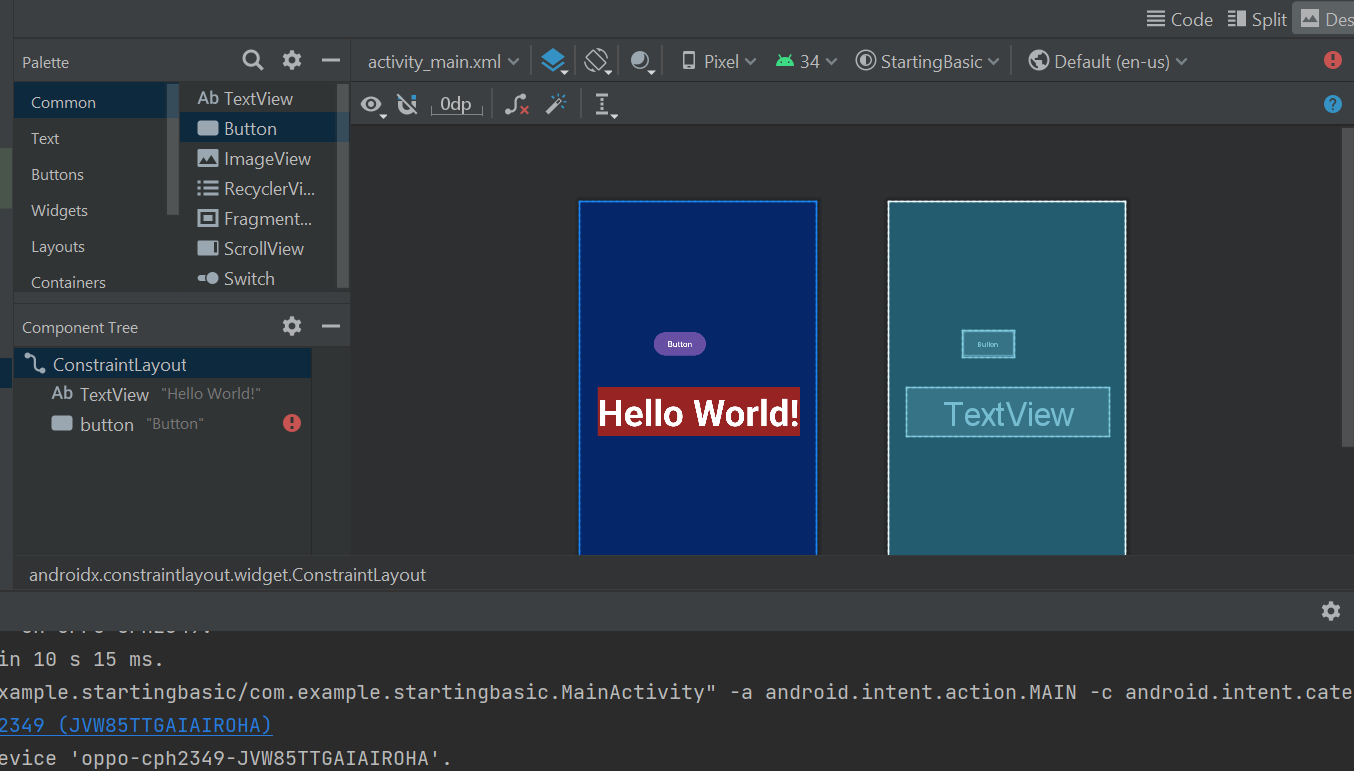 Code Split Des
Palette
activity_main.xml Pixel 34 StartingBasic Default (en-us)
Common
Text
Buttons
Widgets
Layouts
Containers
Ab TextView
Button
ImageView
RecyclerVi...
Fragment...
ScrollView
Switch
0dp
Component Tree
ConstraintLayout
Ab TextView "Hello World!"
button "Button"
Button
Hello World!
Button
TextView
androidx.constraintlayout.widget.ConstraintLayout
in 10 s 15 ms.
xample.startingbasic/com.example.startingbasic.MainActivity" -a android.intent.action.MAIN -c android.intent.cate
2349 (JVW85TTGAIAIROHA)
evice 'oppo-cph2349-JVW85TTGAIAIROHA'.